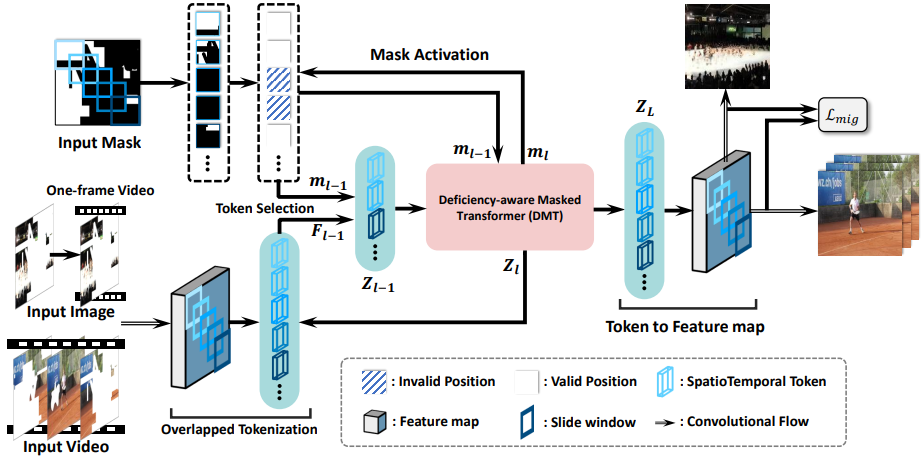 Mask Activation
Z_L
ℒ_mig
Input Mask
m_{l-1}
m_l
m_{l-1}
Token Selection
F_{l-1}
One-frame Video
Deficiency-aware Masked
Transformer (DMT)
Z_{l-1}
Z_l
Input Image
Token to Feature map
: Invalid Position
: Valid Position
: SpatioTemporal Token
: Feature map
: Slide window
: Convolutional Flow
Overlapped Tokenization
Input Video